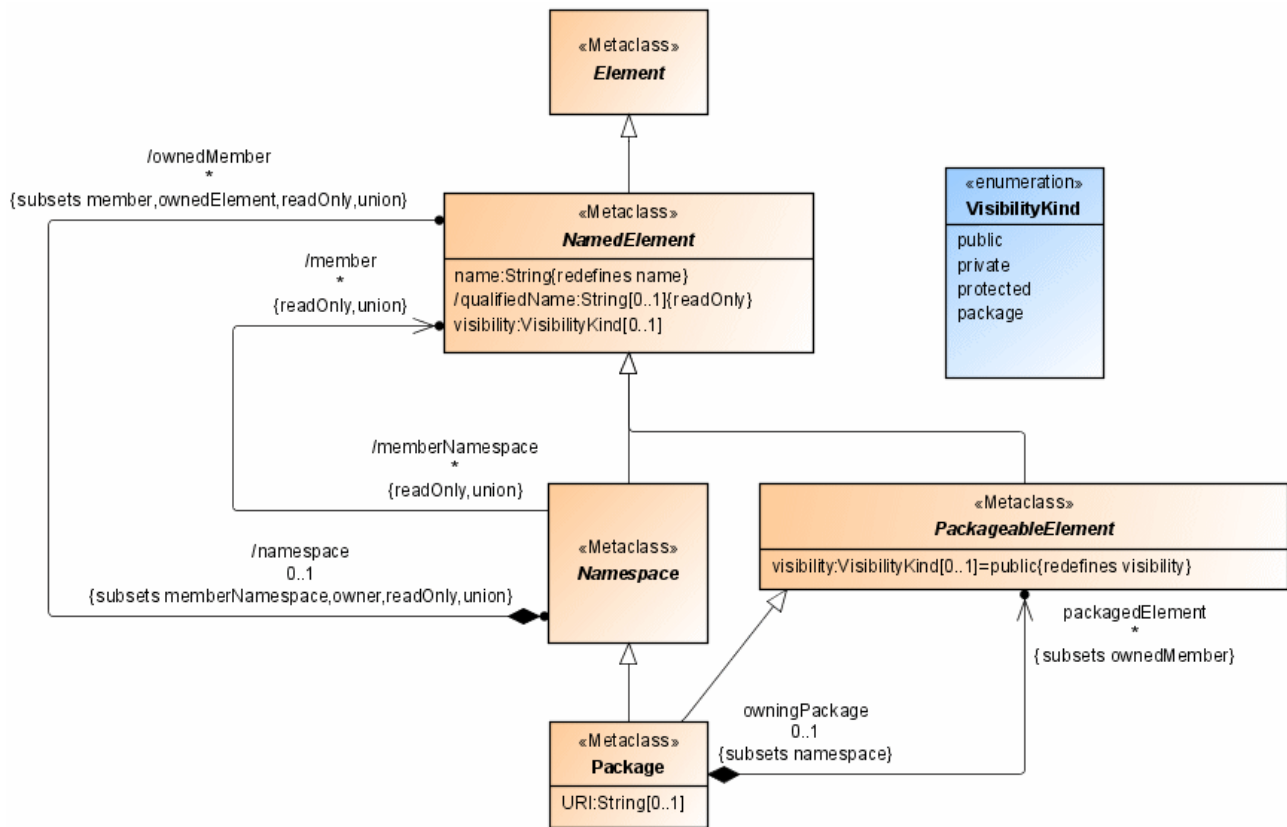 «Metaclass»
Element
/ownedMember
*
{subsets member,ownedElement,readOnly,union}
«Metaclass»
NamedElement
name:String{redefines name}
/qualifiedName:String[0..1]{readOnly}
visibility:VisibilityKind[0..1]
«enumeration»
VisibilityKind
public
private
protected
package
/member
*
{readOnly,union}
/memberNamespace
*
{readOnly,union}
«Metaclass»
Namespace
«Metaclass»
PackageableElement
visibility:VisibilityKind[0..1]=public{redefines visibility}
/namespace
0..1
{subsets memberNamespace,owner,readOnly,union}
packagedElement
*
{subsets ownedMember}
owningPackage
0..1
{subsets namespace}
«Metaclass»
Package
URI:String[0..1]